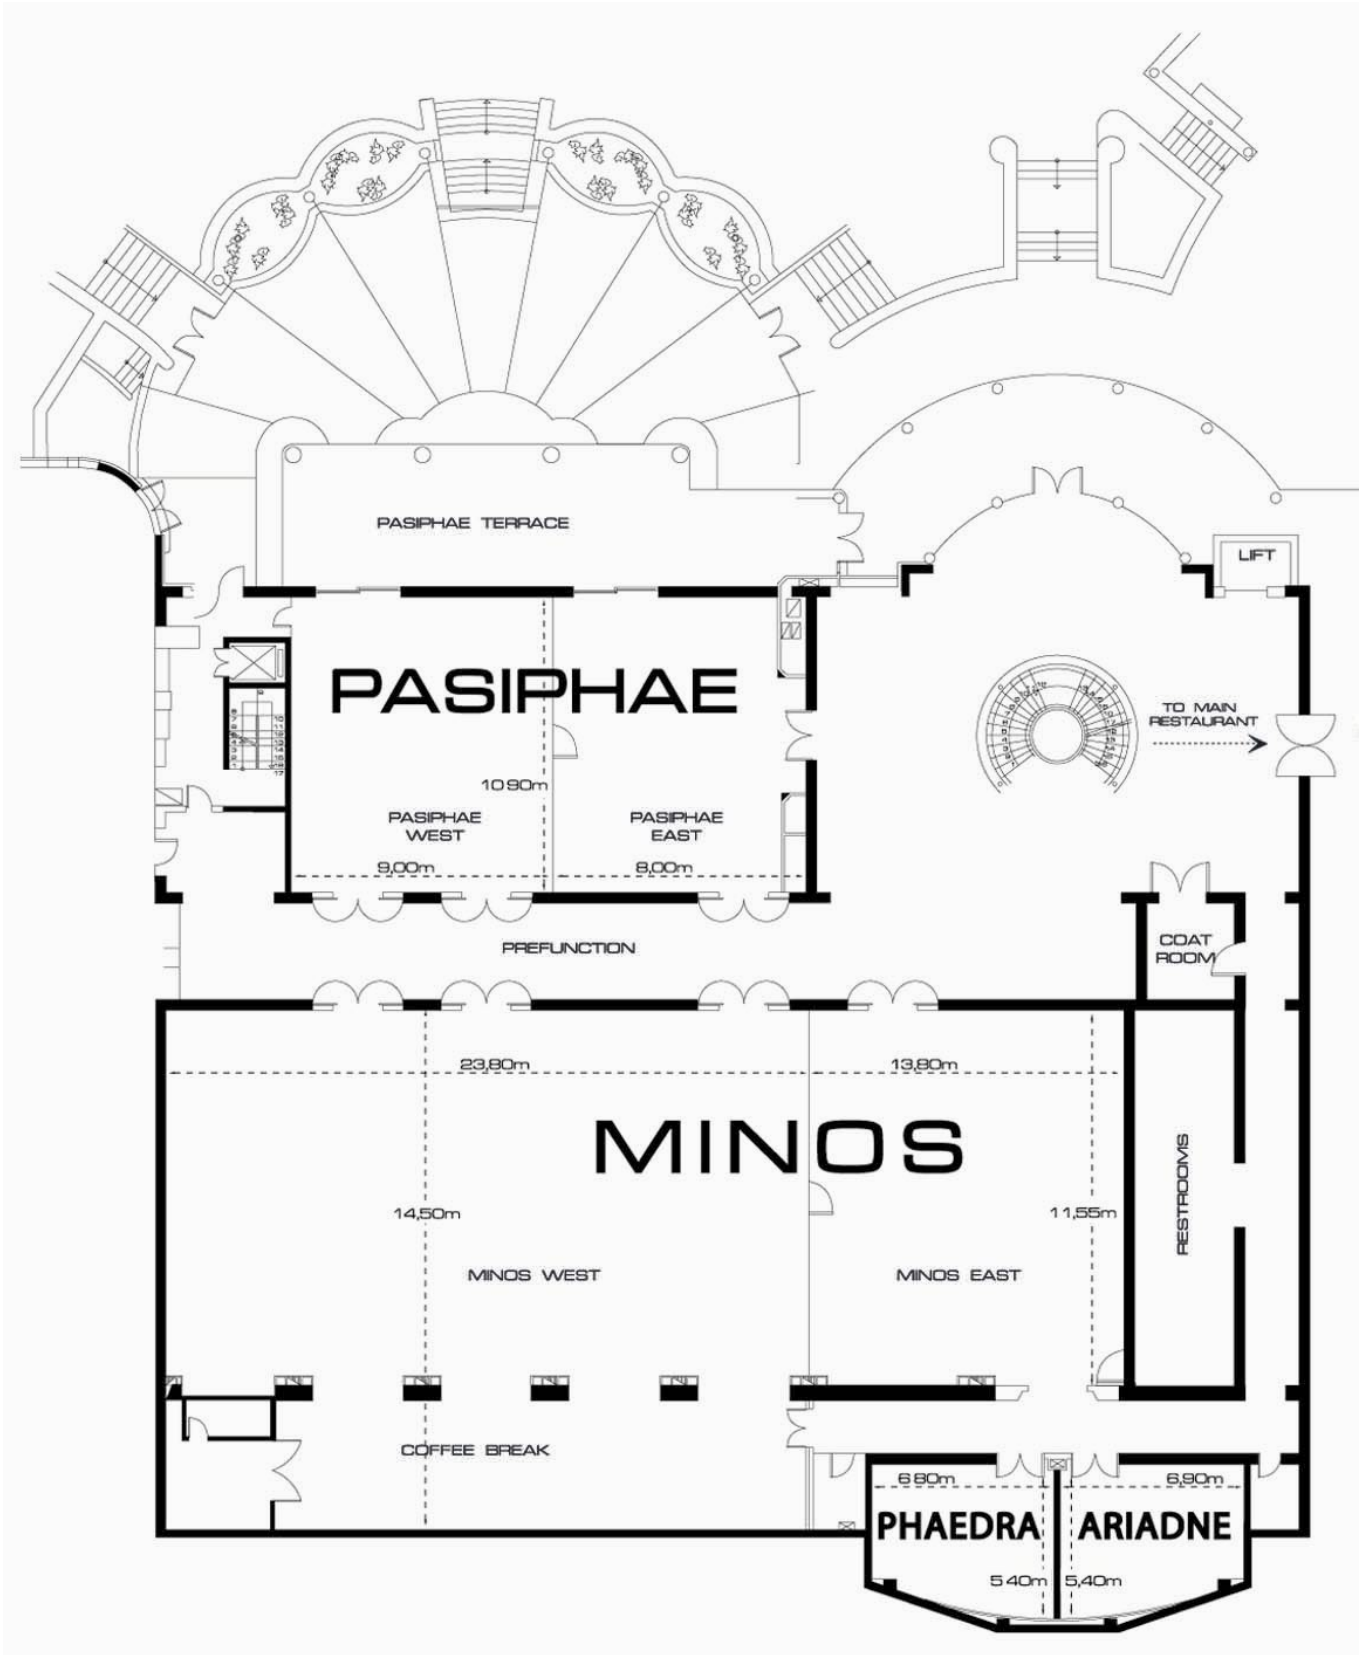 PASIPHAE TERRACE
LIFT
PASIPHAE
TO MAIN
RESTAURANT
10 90m
PASIPHAE
WEST
PASIPHAE
EAST
9,00m
8,00m
PREFUNCTION
COAT
ROOM
23,80m
13,80m
MINOS
14,50m
11,55m
RESTROOMS
MINOS WEST
MINOS EAST
COFFEE BREAK
6 80m
6,90m
PHAEDRA
ARIADNE
5 40m
5,40m